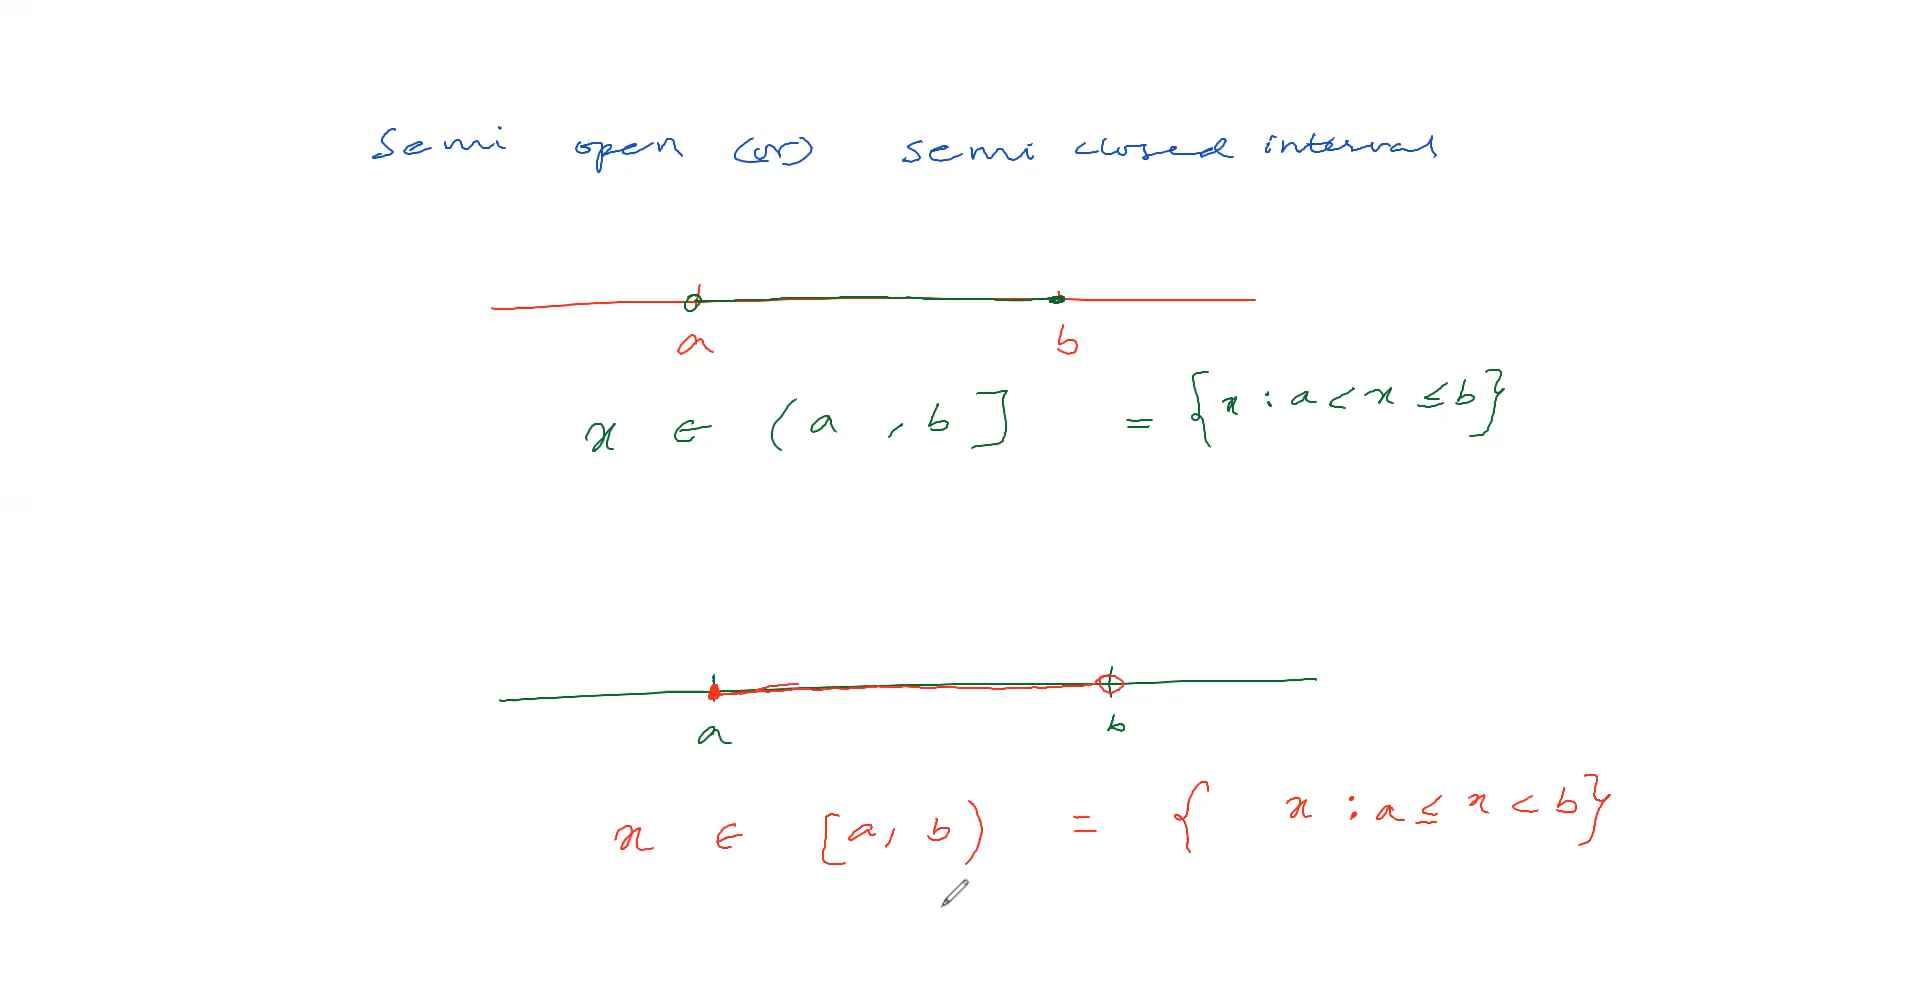 Semi open (or) semi closed interval
a b
x ∈ (a , b] = {x : a < x ≤ b}
a b
x ∈ [a, b) = { x : a ≤ x < b}